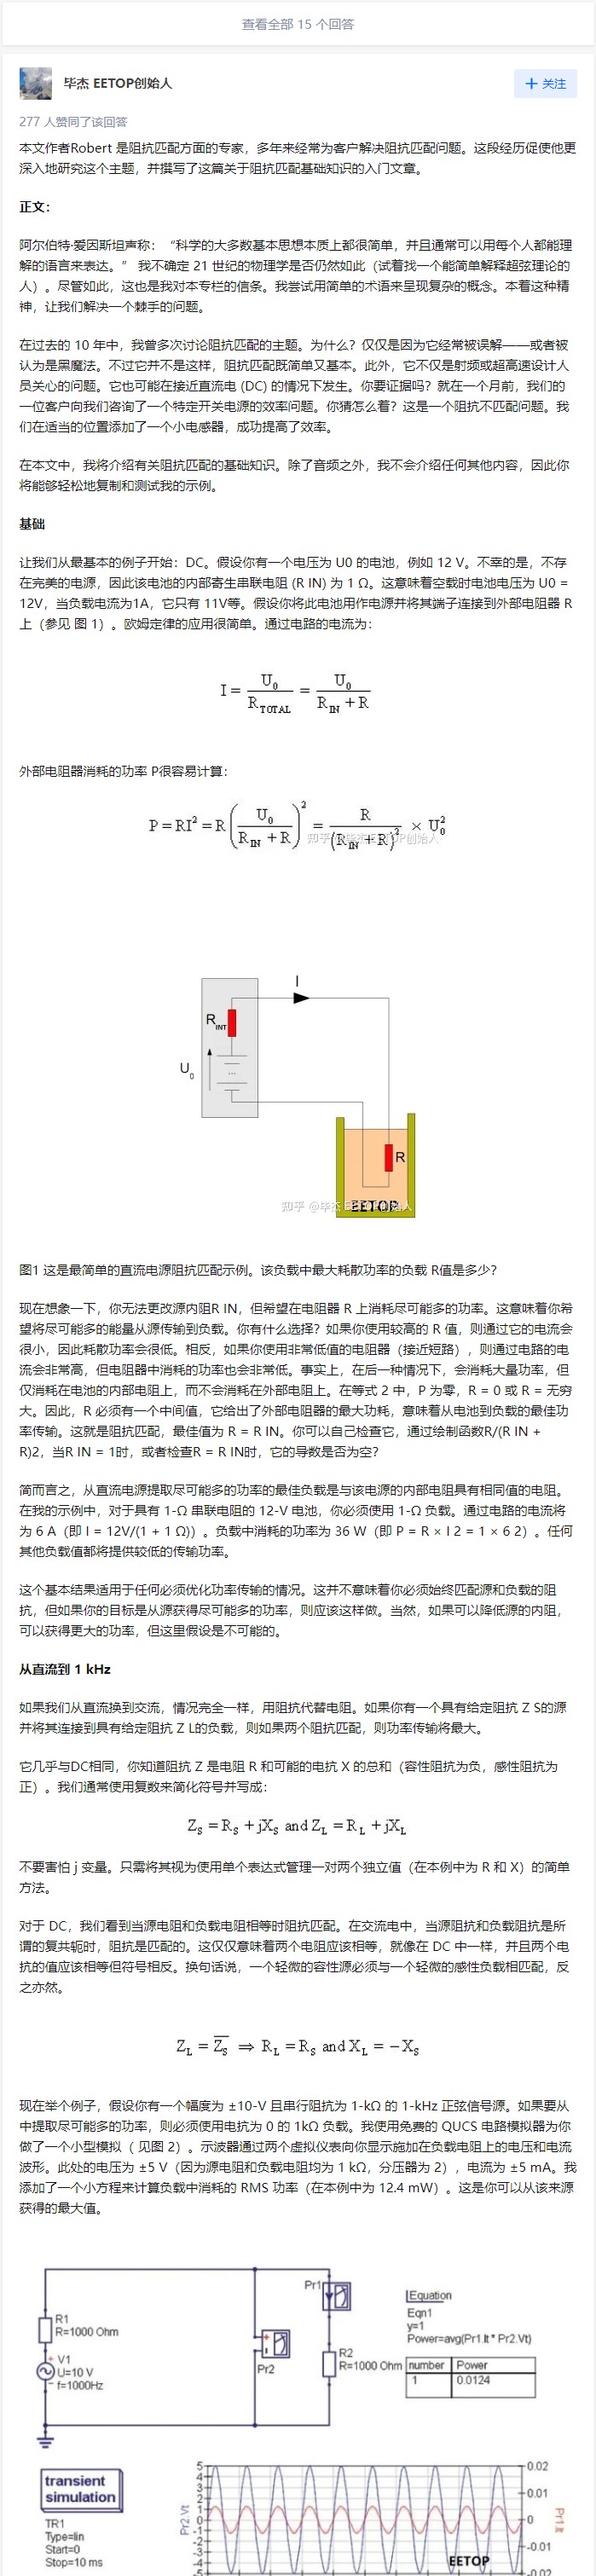 查看全部 15 个回答
毕杰 EETOP创始人
+ 关注
277 人赞同了该回答
本文作者Robert 是阻抗匹配方面的专家，多年来经常为客户解决阻抗匹配问题。这段经历促使他更
深入地研究这个主题，并撰写了这篇关于阻抗匹配基础知识的入门文章。
正文：
阿尔伯特·爱因斯坦声称：“科学的大多数基本思想本质上都很简单，并且通常可以用每个人都能理
解的语言来表达。” 我不确定 21 世纪的物理学是否仍然如此（试着找一个能简单解释超弦理论的
人）。尽管如此，这也是我对本专栏的信条。我尝试用简单的术语来呈现复杂的概念。本着这种精
神，让我们解决一个棘手的问题。
在过去的 10 年中，我曾多次讨论阻抗匹配的主题。为什么？仅仅是因为它经常被误解——或者被
认为是黑魔法。不过它并不是这样，阻抗匹配既简单又基本。此外，它不仅是射频或超高速设计人
员关心的问题。它也可能在接近直流电 (DC) 的情况下发生。你要证据吗？就在一个月前，我们的
一位客户向我们咨询了一个特定开关电源的效率问题。你猜怎么着？这是一个阻抗不匹配问题。我
们在适当的位置添加了一个小电感器，成功提高了效率。
在本文中，我将介绍有关阻抗匹配的基础知识。除了音频之外，我不会介绍任何其他内容，因此你
将能够轻松地复制和测试我的示例。
基础
让我们从最基本的例子开始：DC。假设你有一个电压为 U0 的电池，例如 12 V。不幸的是，不存
在完美的电源，因此该电池的内部寄生串联电阻 (R IN) 为 1 Ω。这意味着空载时电池电压为 U0 =
12V，当负载电流为1A，它只有 11V等。假设你将此电池用作电源并将其端子连接到外部电阻器 R
上（参见 图 1）。欧姆定律的应用很简单。通过电路的电流为：
I = U₀ / R_TOTAL = U₀ / (R_IN + R)
外部电阻器消耗的功率 P很容易计算：
P = RI² = R (U₀ / (R_IN + R))² = R / (R_IN + R)² × U₀²
知乎 @毕杰 EETOP创始人
I
R_INT
U₀
...
R
EETOP
知乎 @毕杰 EETOP创始人
图1 这是最简单的直流电源阻抗匹配示例。该负载中最大耗散功率的负载 R值是多少？
现在想象一下，你无法更改源内阻R IN，但希望在电阻器 R 上消耗尽可能多的功率。这意味着你希
望将尽可能多的能量从源传输到负载。你有什么选择？如果你使用较高的 R 值，则通过它的电流会
很小，因此耗散功率会很低。相反，如果你使用非常低值的电阻器（接近短路），则通过电路的电
流会非常高，但电阻器中消耗的功率也会非常低。事实上，在后一种情况下，会消耗大量功率，但
仅消耗在电池的内部电阻上，而不会消耗在外部电阻上。在等式 2 中，P 为零，R = 0 或 R = 无穷
大。因此，R 必须有一个中间值，它给出了外部电阻器的最大功耗，意味着从电池到负载的最佳功
率传输。这就是阻抗匹配，最佳值为 R = R IN。你可以自己检查它，通过绘制函数R/(R IN +
R)2，当R IN = 1时，或者检查R = R IN时，它的导数是否为空？
简而言之，从直流电源提取尽可能多的功率的最佳负载是与该电源的内部电阻具有相同值的电阻。
在我的示例中，对于具有 1-Ω 串联电阻的 12-V 电池，你必须使用 1-Ω 负载。通过电路的电流将
为 6 A（即 I = 12V/(1 + 1 Ω)）。负载中消耗的功率为 36 W（即 P = R × I 2 = 1 × 6 2）。任何
其他负载值都将提供较低的传输功率。
这个基本结果适用于任何必须优化功率传输的情况。这并不意味着你必须始终匹配源和负载的阻
抗，但如果你的目标是从源获得尽可能多的功率，则应该这样做。当然，如果可以降低源的内阻，
可以获得更大的功率，但这里假设是不可能的。
从直流到 1 kHz
如果我们从直流换到交流，情况完全一样，用阻抗代替电阻。如果你有一个具有给定阻抗 Z S的源
并将其连接到具有给定阻抗 Z L的负载，则如果两个阻抗匹配，则功率传输将最大。
它几乎与DC相同，你知道阻抗 Z 是电阻 R 和可能的电抗 X 的总和（容性阻抗为负，感性阻抗为
正）。我们通常使用复数来简化符号并写成：
Z_S = R_S + jX_S and Z_L = R_L + jX_L
不要害怕 j 变量。只需将其视为使用单个表达式管理一对两个独立值（在本例中为 R 和 X）的简单
方法。
对于 DC，我们看到当源电阻和负载电阻相等时阻抗匹配。在交流电中，当源阻抗和负载阻抗是所
谓的复共轭时，阻抗是匹配的。这仅仅意味着两个电阻应该相等，就像在 DC 中一样，并且两个电
抗的值应该相等但符号相反。换句话说，一个轻微的容性源必须与一个轻微的感性负载相匹配，反
之亦然。
Z_L = Z̅_S ⇒ R_L = R_S and X_L = −X_S
现在举个例子，假设你有一个幅度为 ±10-V 且串行阻抗为 1-kΩ 的 1-kHz 正弦信号源。如果要从
中提取尽可能多的功率，则必须使用电抗为 0 的 1kΩ 负载。我使用免费的 QUCS 电路模拟器为你
做了一个小型模拟（ 见图 2）。示波器通过两个虚拟仪表向你显示施加在负载电阻上的电压和电流
波形。此处的电压为 ±5 V（因为源电阻和负载电阻均为 1 kΩ，分压器为 2），电流为 ±5 mA。我
添加了一个小方程来计算负载中消耗的 RMS 功率（在本例中为 12.4 mW）。这是你可以从该来源
获得的最大值。
Pr1
Equation
Eqn1
y=1
Power=avg(Pr1.It * Pr2.Vt)
R1
R=1000 Ohm
V1
U=10 V
f=1000Hz
Pr2
R2
R=1000 Ohm
number Power
1 0.0124
transient
simulation
TR1
Type=lin
Start=0
Stop=10 ms
Pr2.Vt
5
4
3
2
1
0
-1
-2
-3
-4
-5
0.02
0.01
0
-0.01
-0.02
Pr1.It
EETOP